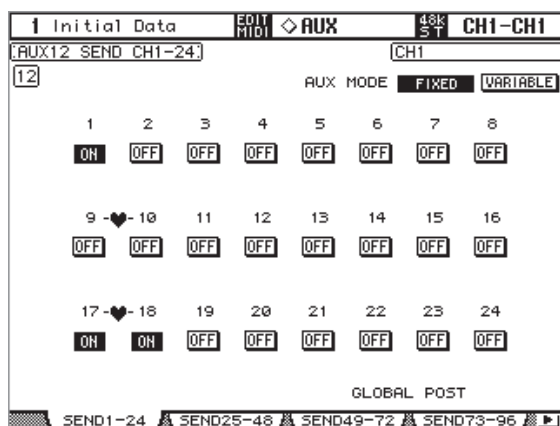 1 Initial Data EDIT MIDI ◇AUX 48k ST CH1-CH1
AUX12 SEND CH1-24 CH1
12 AUX MODE FIXED VARIABLE
1 2 3 4 5 6 7 8
ON OFF OFF OFF OFF OFF OFF OFF
9 -♥- 10 11 12 13 14 15 16
OFF OFF OFF OFF OFF OFF OFF OFF
17 -♥- 18 19 20 21 22 23 24
ON ON OFF OFF OFF OFF OFF OFF
GLOBAL POST
SEND1-24 SEND25-48 SEND49-72 SEND73-96